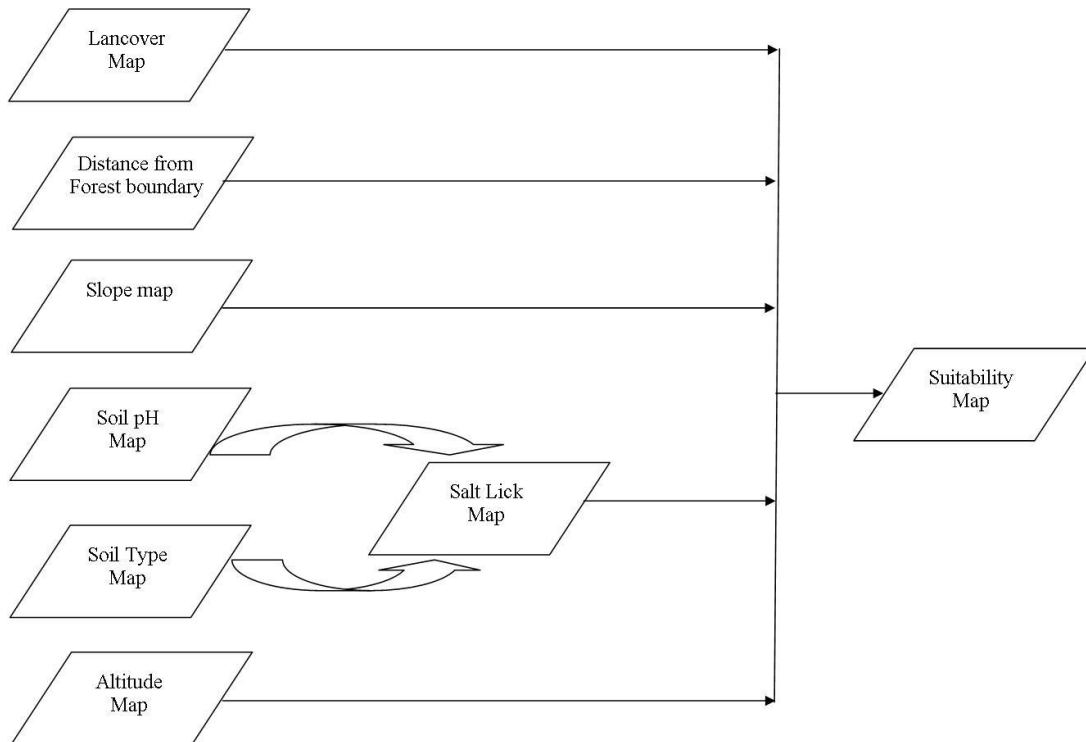 Lancover
Map
Distance from
Forest boundary
Slope map
Soil pH
Map
Salt Lick
Map
Soil Type
Map
Altitude
Map
Suitability
Map